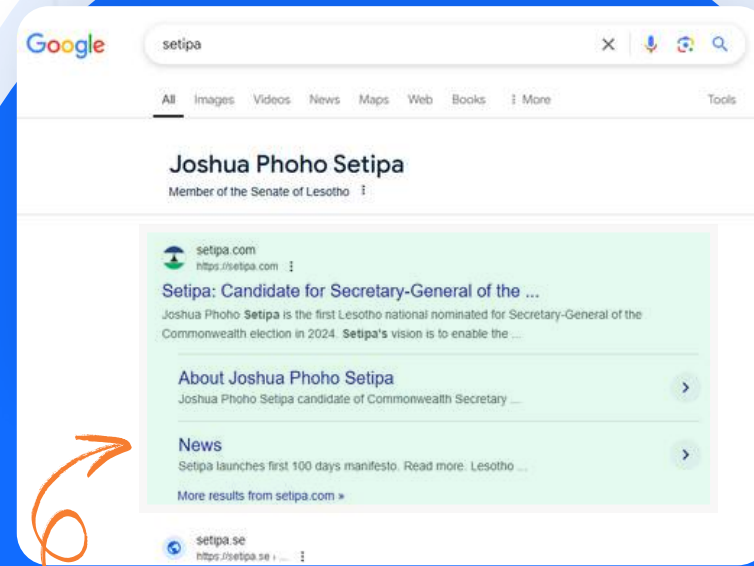 Google
setipa
All Images Videos News Maps Web Books More Tools
Joshua Phoho Setipa
Member of the Senate of Lesotho
setipa.com
https://setipa.com
Setipa: Candidate for Secretary-General of the ...
Joshua Phoho Setipa is the first Lesotho national nominated for Secretary-General of the
Commonwealth election in 2024. Setipa's vision is to enable the ...
About Joshua Phoho Setipa
Joshua Phoho Setipa candidate of Commonwealth Secretary ...
News
Setipa launches first 100 days manifesto. Read more. Lesotho ...
More results from setipa.com »
setipa.se
https://setipa.se › ...